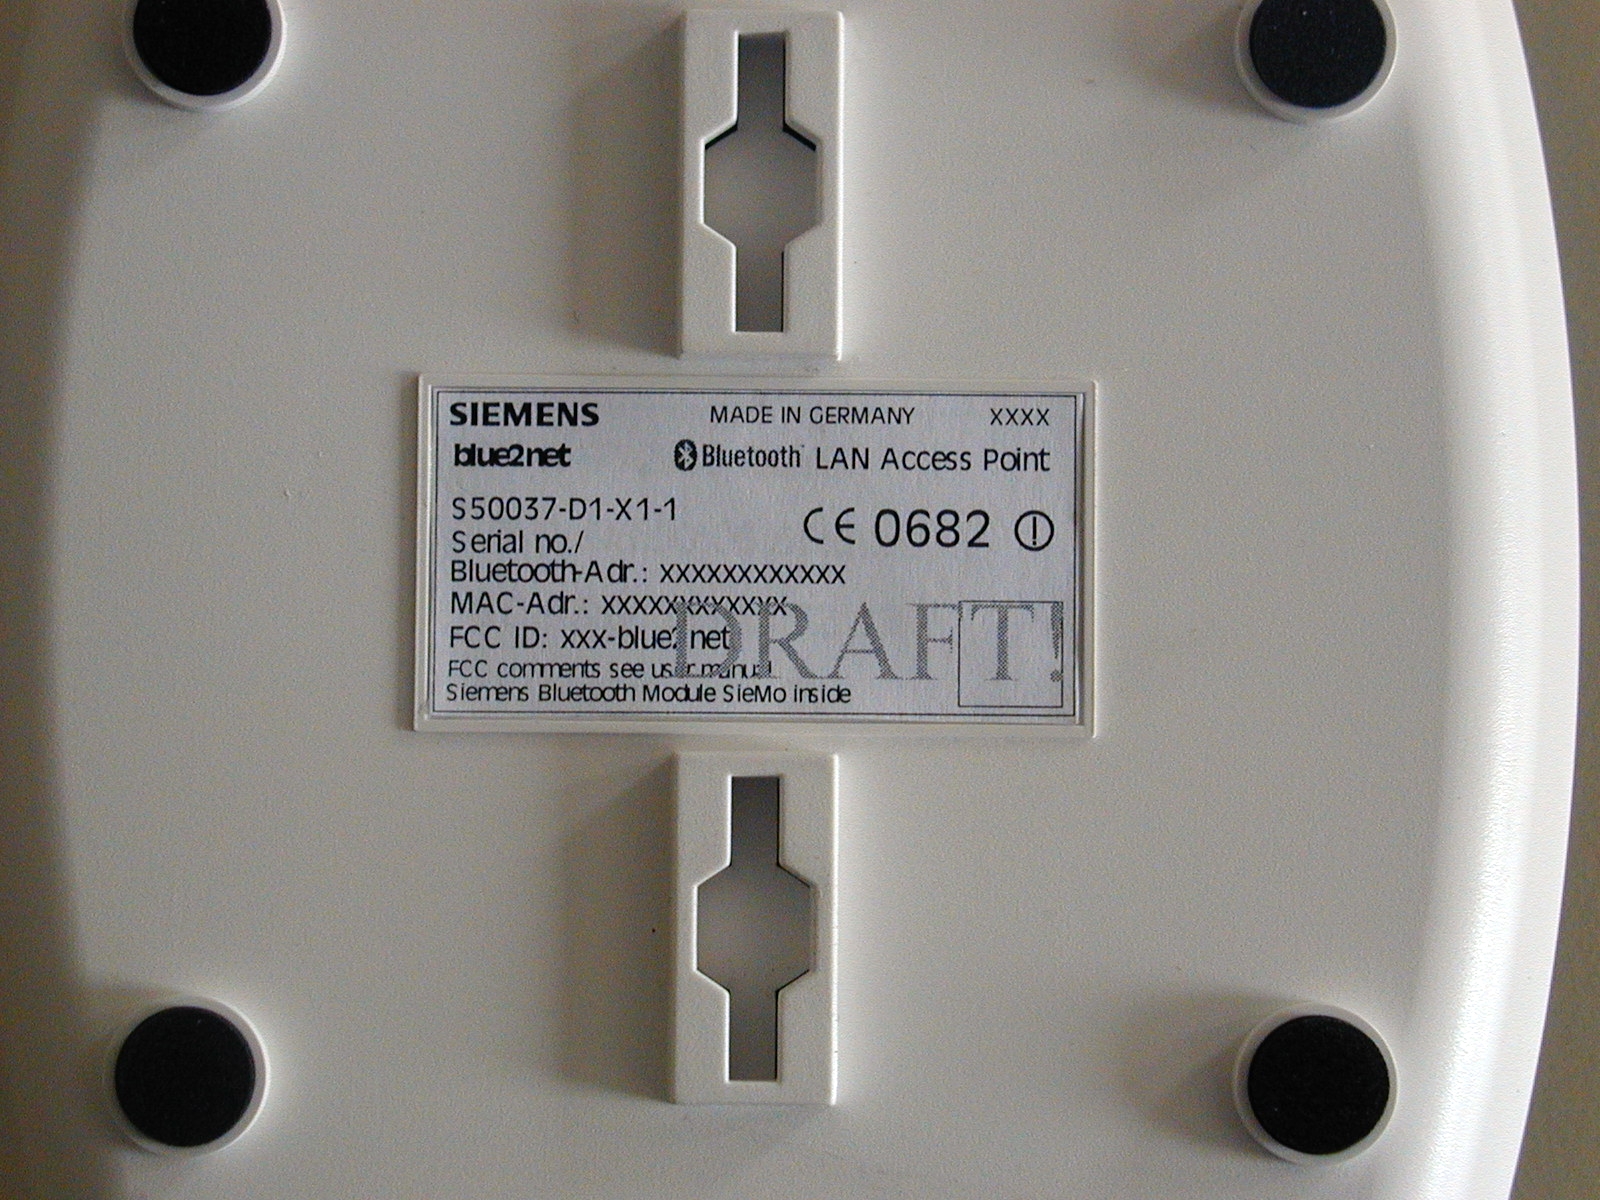 SIEMENS MADE IN GERMANY XXXX
blue2net Bluetooth LAN Access Point
S50037-D1-X1-1
CE 0682
Serial no./
Bluetooth-Adr.: xxxxxxxxxxxx
MAC-Adr.: xxxxxxxxxxxx
FCC ID: xxx-blue2net
DRAFT!
FCC comments see user manual
Siemens Bluetooth Module SieMo inside